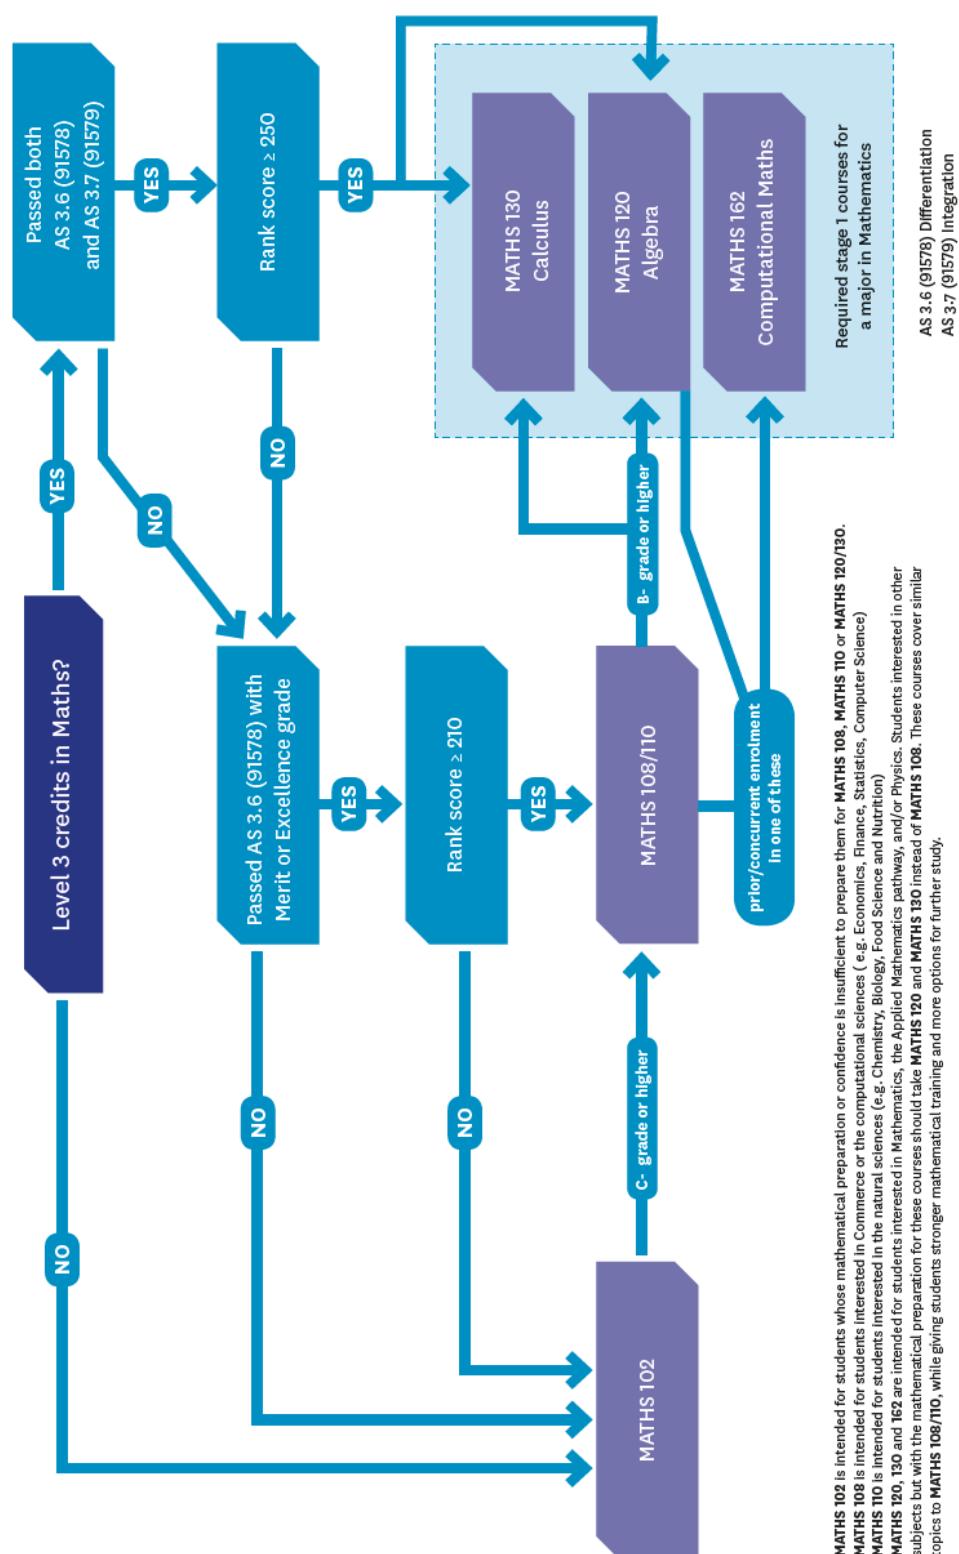 Level 3 credits in Maths?
NO
YES
Passed both
AS 3.6 (91578)
and AS 3.7 (91579)
NO
YES
Passed AS 3.6 (91578) with
Merit or Excellence grade
NO
Rank score ≥ 250
NO
YES
YES
Rank score ≥ 210
NO
YES
MATHS 102
C- grade or higher
MATHS 108/110
B- grade or higher
prior/concurrent enrolment
in one of these
MATHS 130
Calculus
MATHS 120
Algebra
MATHS 162
Computational Maths
Required stage 1 courses for
a major in Mathematics
AS 3.6 (91578) Differentiation
AS 3.7 (91579) Integration
MATHS 102 is intended for students whose mathematical preparation or confidence is insufficient to prepare them for MATHS 108, MATHS 110 or MATHS 120/130.
MATHS 108 is intended for students interested in Commerce or the computational sciences ( e.g. Economics, Finance, Statistics, Computer Science)
MATHS 110 is intended for students interested in the natural sciences (e.g. Chemistry, Biology, Food Science and Nutrition)
MATHS 120, 130 and 162 are intended for students interested in Mathematics, the Applied Mathematics pathway, and/or Physics. Students interested in other
subjects but with the mathematical preparation for these courses should take MATHS 120 and MATHS 130 instead of MATHS 108. These courses cover similar
topics to MATHS 108/110, while giving students stronger mathematical training and more options for further study.